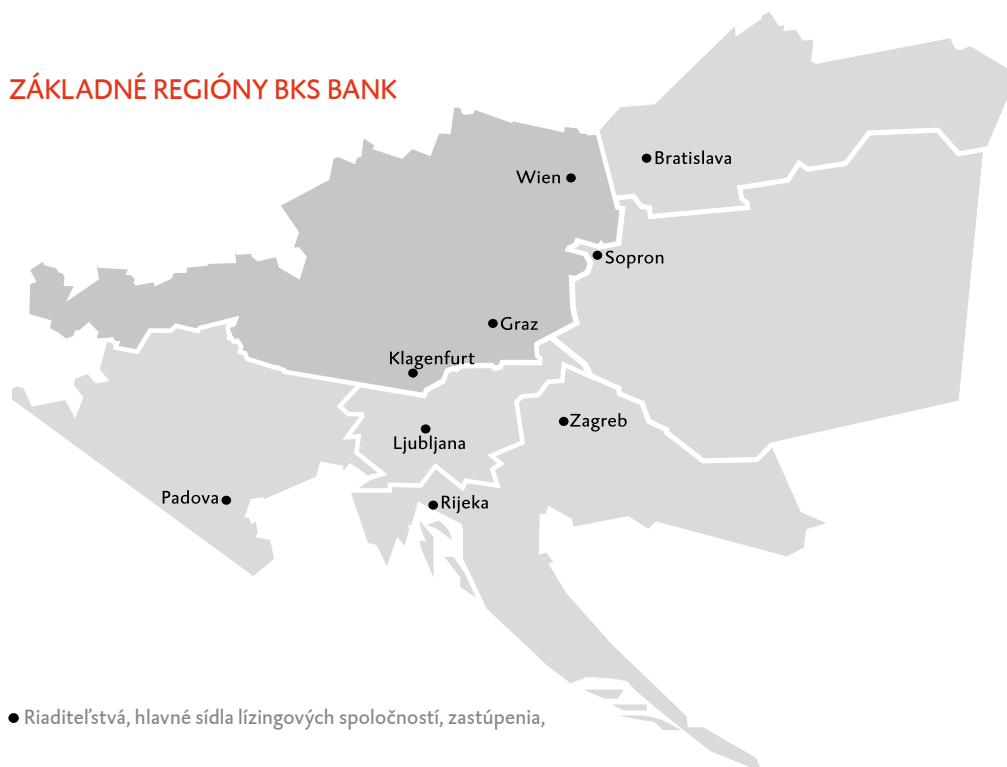 ZÁKLADNÉ REGIÓNY BKS BANK
Bratislava
Wien
Sopron
Graz
Klagenfurt
Zagreb
Ljubljana
Padova
Rijeka
Riaditeľstvá, hlavné sídla lízingových spoločností, zastúpenia,